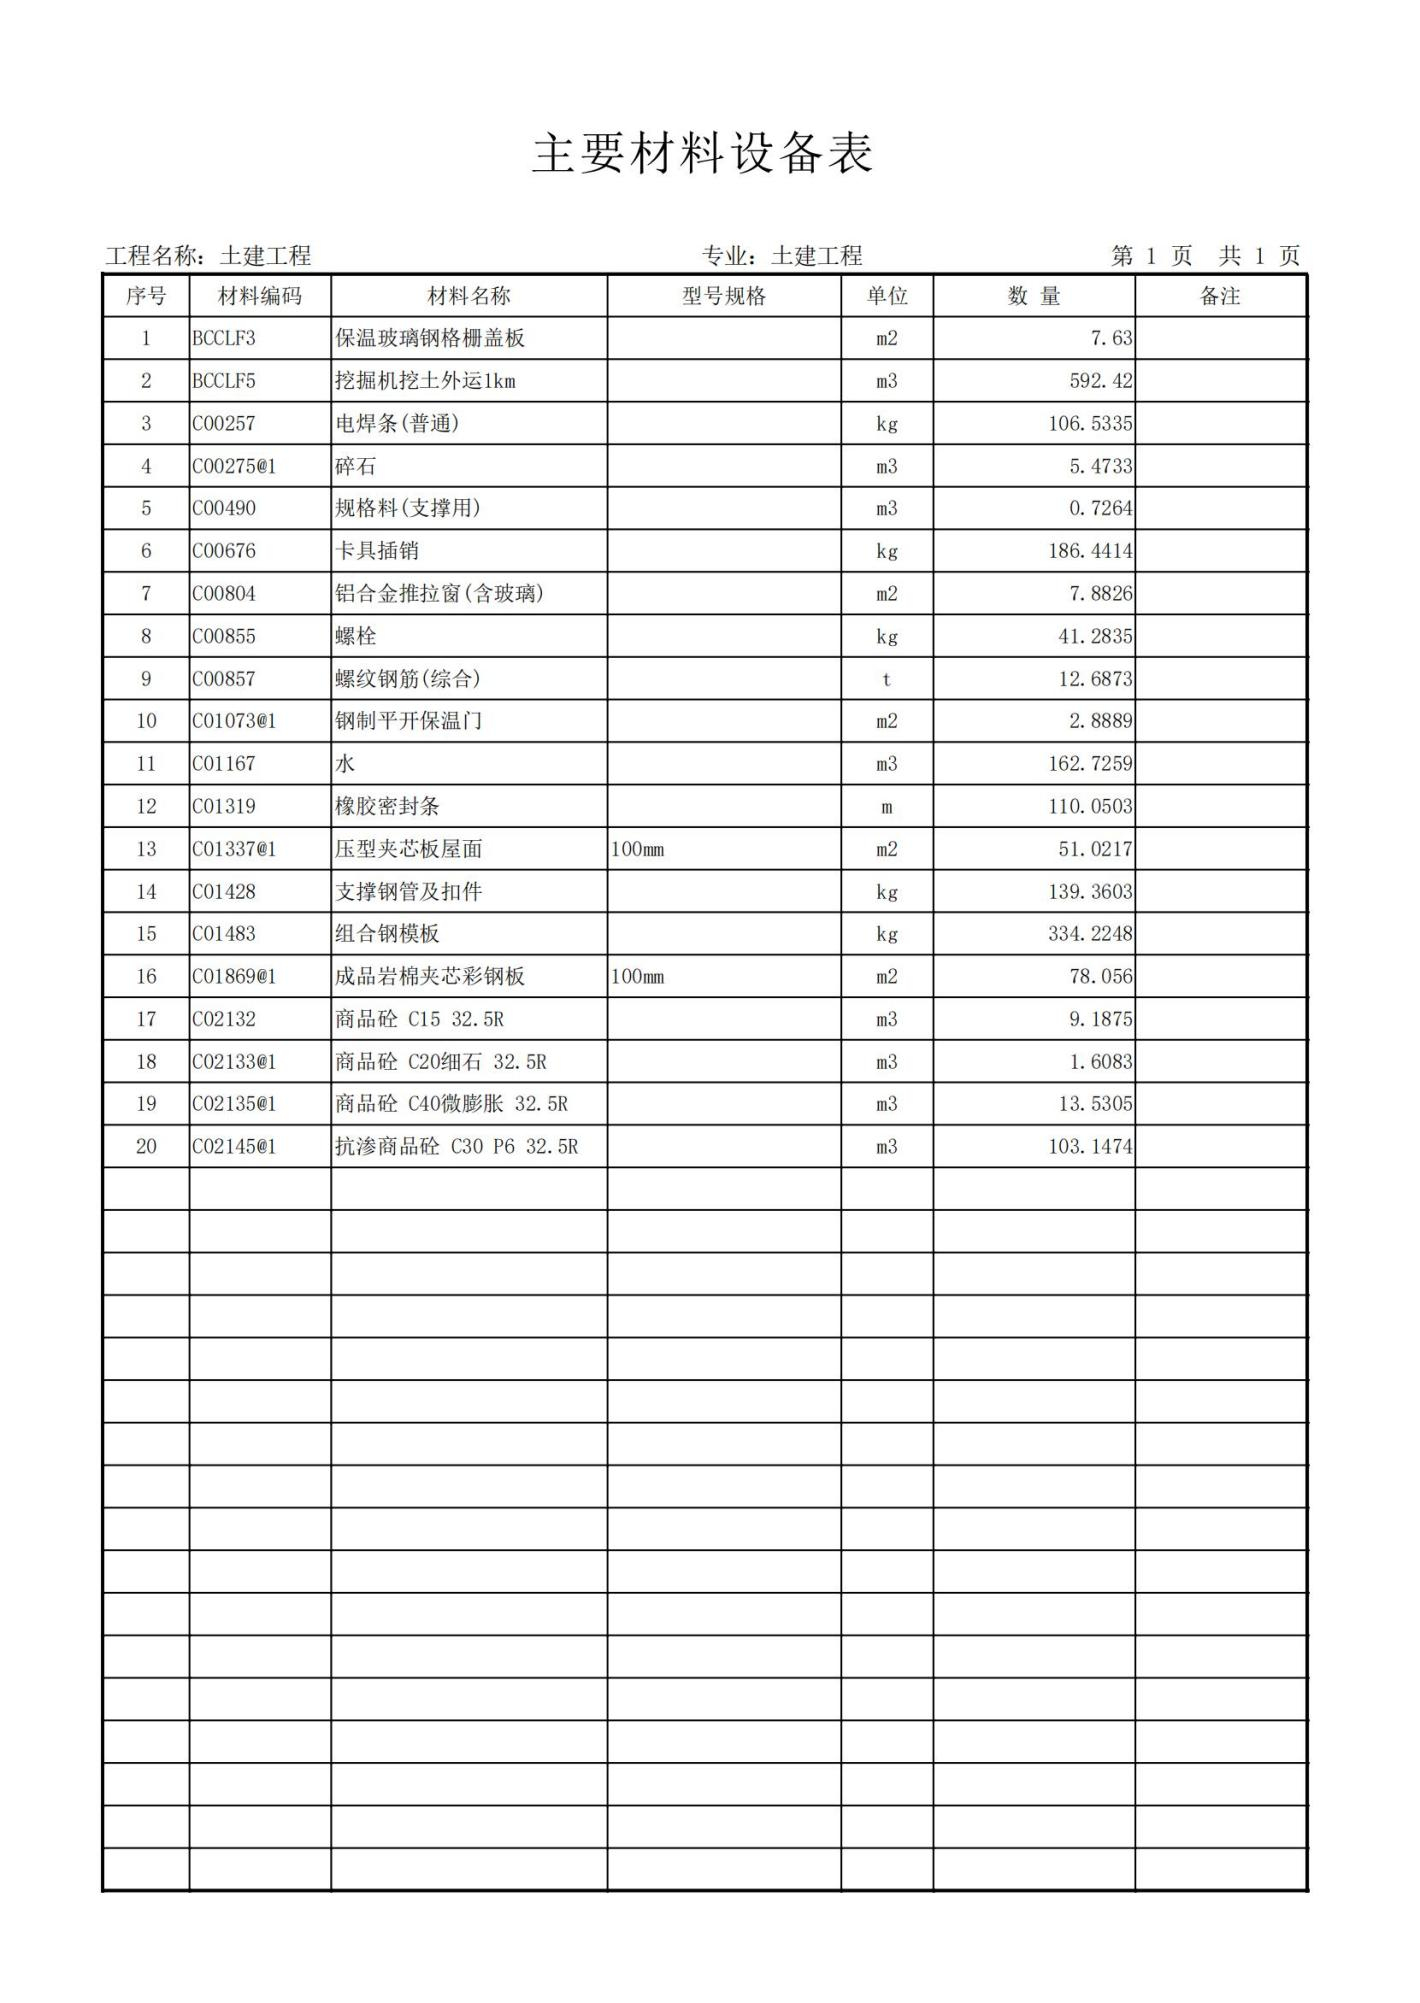 主要材料设备表
工程名称：土建工程 专业：土建工程 第 1 页 共 1 页
序号 材料编码 材料名称 型号规格 单位 数 量 备注
1 BCCLF3 保温玻璃钢格栅盖板 m2 7.63
2 BCCLF5 挖掘机挖土外运1km m3 592.42
3 C00257 电焊条(普通) kg 106.5335
4 C00275@1 碎石 m3 5.4733
5 C00490 规格料(支撑用) m3 0.7264
6 C00676 卡具插销 kg 186.4414
7 C00804 铝合金推拉窗(含玻璃) m2 7.8826
8 C00855 螺栓 kg 41.2835
9 C00857 螺纹钢筋(综合) t 12.6873
10 C01073@1 钢制平开保温门 m2 2.8889
11 C01167 水 m3 162.7259
12 C01319 橡胶密封条 m 110.0503
13 C01337@1 压型夹芯板屋面 100mm m2 51.0217
14 C01428 支撑钢管及扣件 kg 139.3603
15 C01483 组合钢模板 kg 334.2248
16 C01869@1 成品岩棉夹芯彩钢板 100mm m2 78.056
17 C02132 商品砼 C15 32.5R m3 9.1875
18 C02133@1 商品砼 C20细石 32.5R m3 1.6083
19 C02135@1 商品砼 C40微膨胀 32.5R m3 13.5305
20 C02145@1 抗渗商品砼 C30 P6 32.5R m3 103.1474